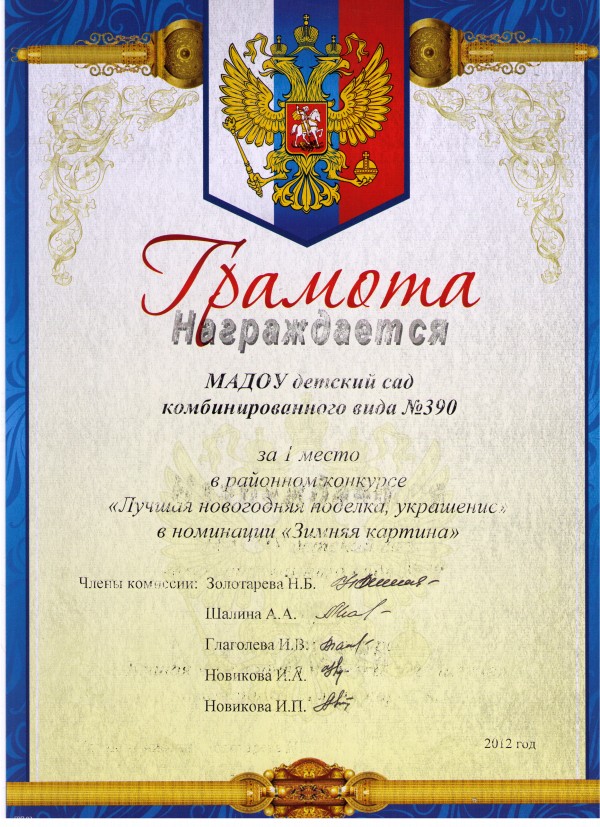 Грамота
Награждается
МАДОУ детский сад
комбинированного вида №390
за 1 место
в районном конкурсе
«Лучшая новогодняя поделка, украшение»
в номинации «Зимняя картина»
Члены комиссии: Золотарева Н.Б.
Шалина А.А.
Глаголева И.В.
Новикова И.А.
Новикова И.П.
2012 год